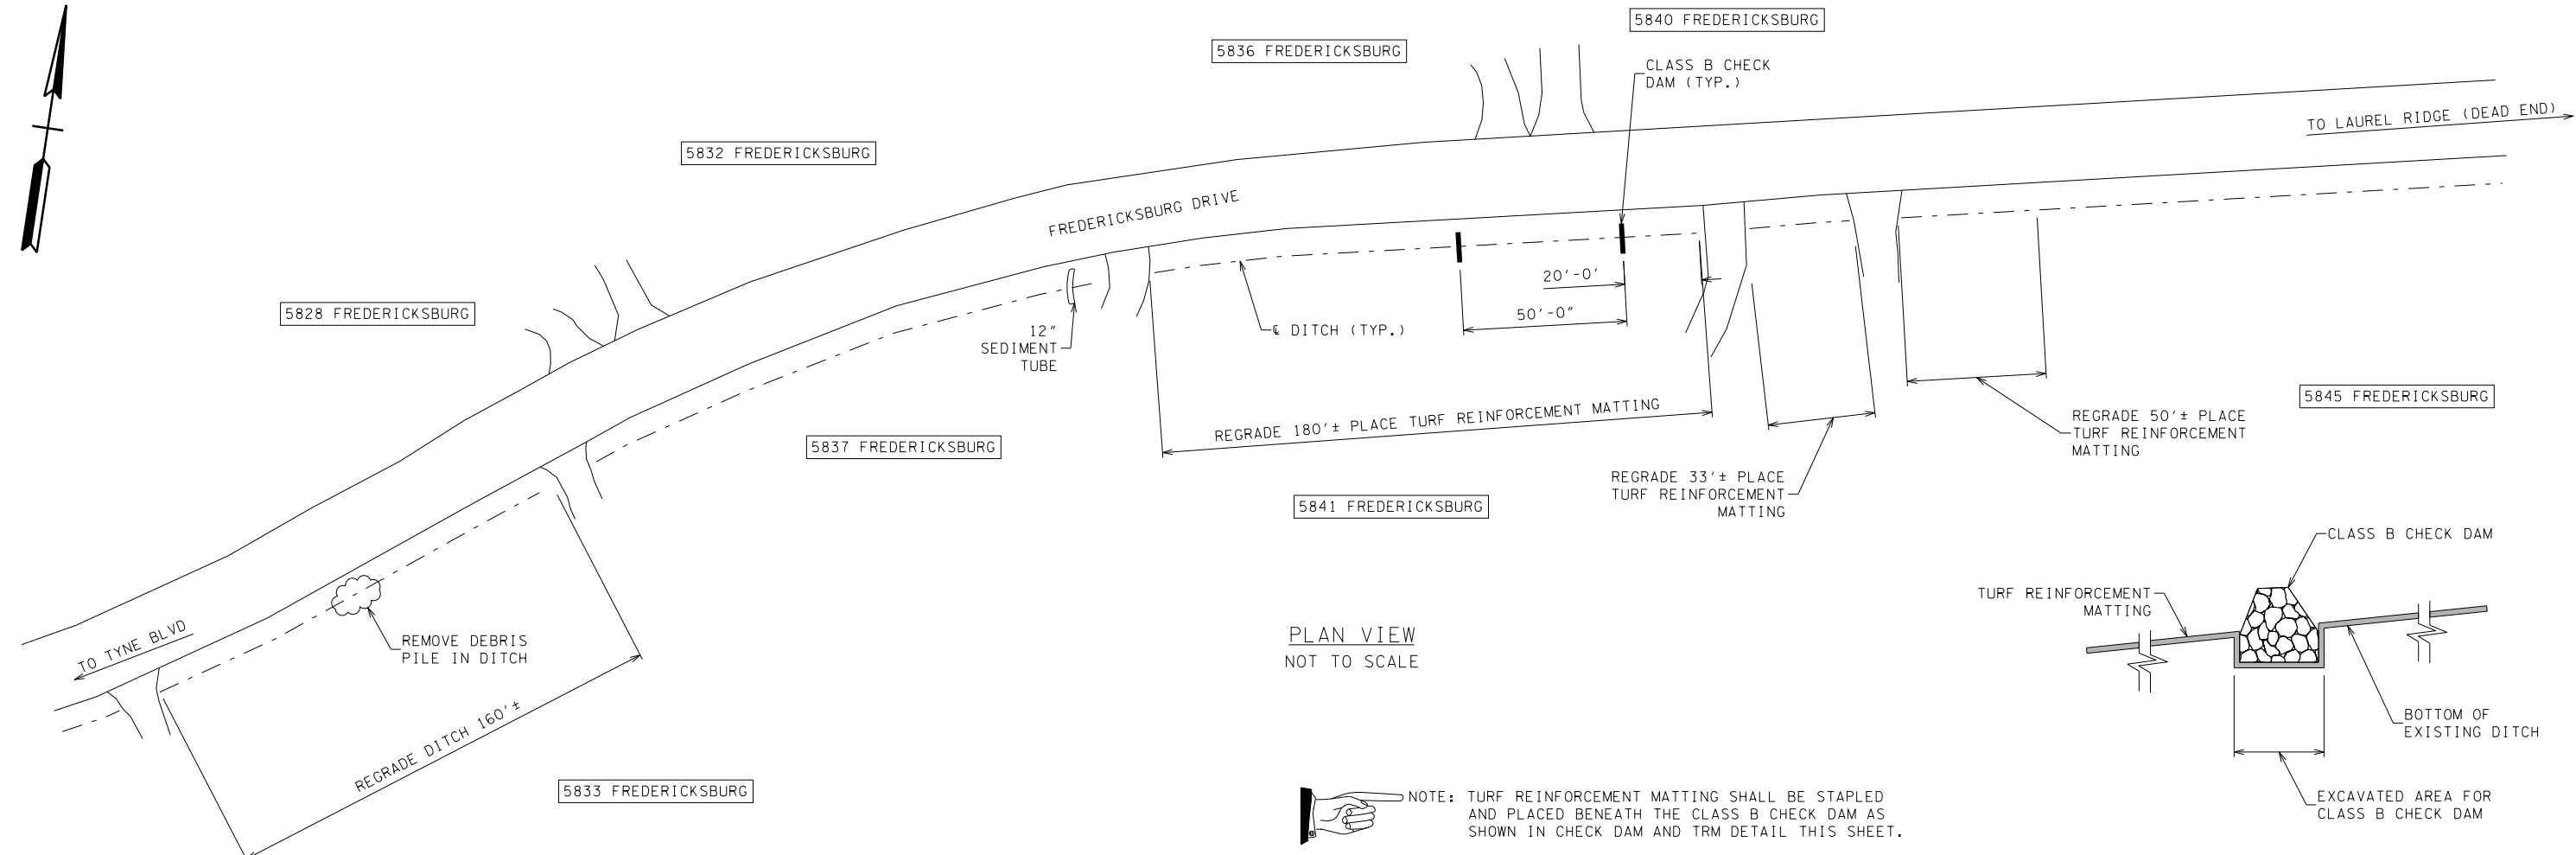 5840 FREDERICKSBURG
5836 FREDERICKSBURG
CLASS B CHECK
DAM (TYP.)
TO LAUREL RIDGE (DEAD END)
5832 FREDERICKSBURG
FREDERICKSBURG DRIVE
5828 FREDERICKSBURG
12"
SEDIMENT
TUBE
℄ DITCH (TYP.)
20'-0'
50'-0"
REGRADE 180'± PLACE TURF REINFORCEMENT MATTING
REGRADE 50'± PLACE
TURF REINFORCEMENT
MATTING
5845 FREDERICKSBURG
5837 FREDERICKSBURG
REGRADE 33'± PLACE
TURF REINFORCEMENT
MATTING
5841 FREDERICKSBURG
TO TYNE BLVD
REMOVE DEBRIS
PILE IN DITCH
REGRADE DITCH 160'±
5833 FREDERICKSBURG
PLAN VIEW
NOT TO SCALE
CLASS B CHECK DAM
TURF REINFORCEMENT
MATTING
BOTTOM OF
EXISTING DITCH
EXCAVATED AREA FOR
CLASS B CHECK DAM
NOTE: TURF REINFORCEMENT MATTING SHALL BE STAPLED
AND PLACED BENEATH THE CLASS B CHECK DAM AS
SHOWN IN CHECK DAM AND TRM DETAIL THIS SHEET.